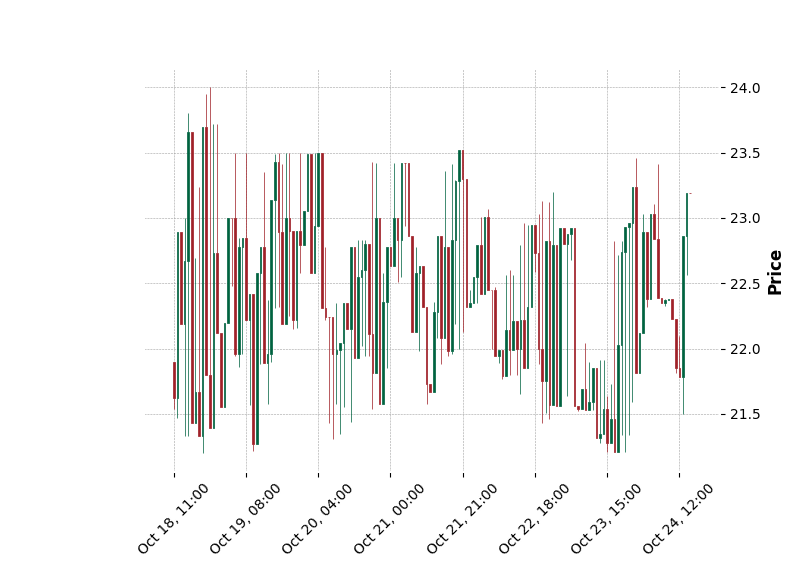 24.0
23.5
23.0
22.5
22.0
21.5
Price
Oct 18, 11:00
Oct 19, 08:00
Oct 20, 04:00
Oct 21, 00:00
Oct 21, 21:00
Oct 22, 18:00
Oct 23, 15:00
Oct 24, 12:00